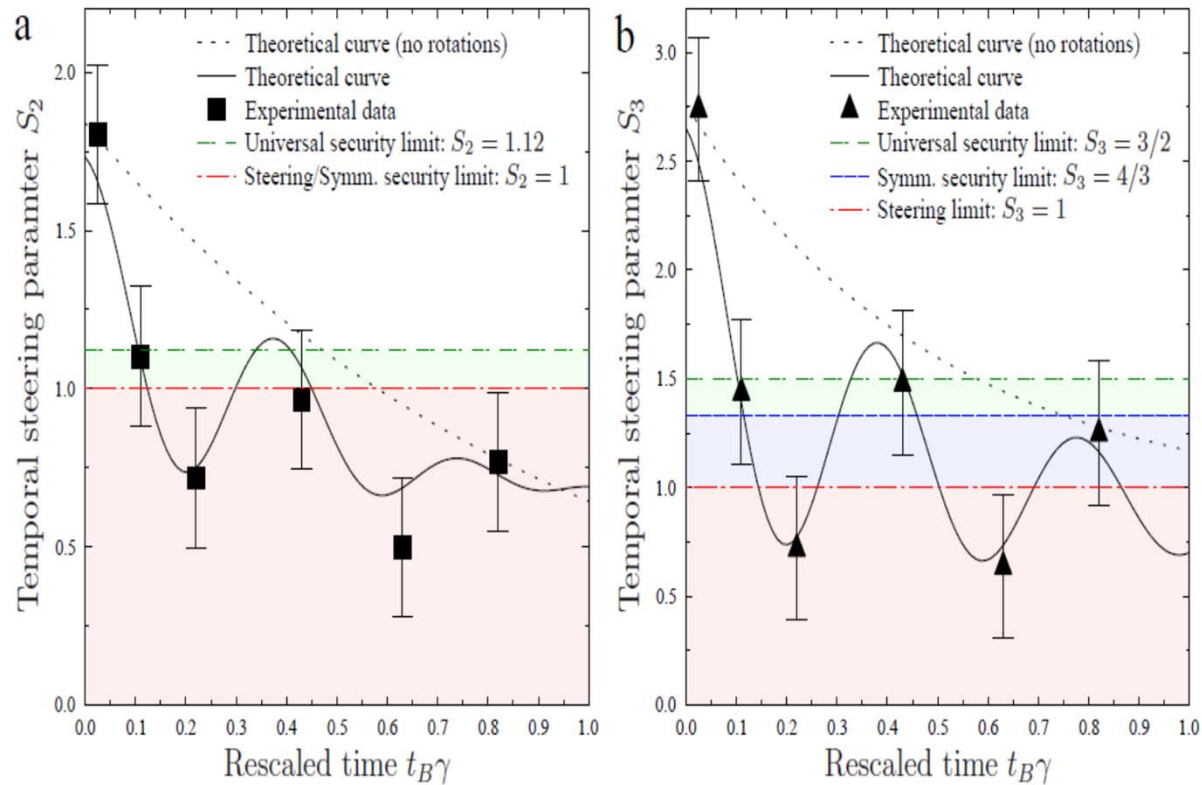 a
Temporal steering paramter S₂
2.0
1.5
1.0
0.5
0.0
Theoretical curve (no rotations)
Theoretical curve
Experimental data
Universal security limit: S₂ = 1.12
Steering/Symm. security limit: S₂ = 1
0.0 0.1 0.2 0.3 0.4 0.5 0.6 0.7 0.8 0.9 1.0
Rescaled time t_Bγ
b
Temporal steering paramter S₃
3.0
2.5
2.0
1.5
1.0
0.5
0.0
Theoretical curve (no rotations)
Theoretical curve
Experimental data
Universal security limit: S₃ = 3/2
Symm. security limit: S₃ = 4/3
Steering limit: S₃ = 1
0.0 0.1 0.2 0.3 0.4 0.5 0.6 0.7 0.8 0.9 1.0
Rescaled time t_Bγ